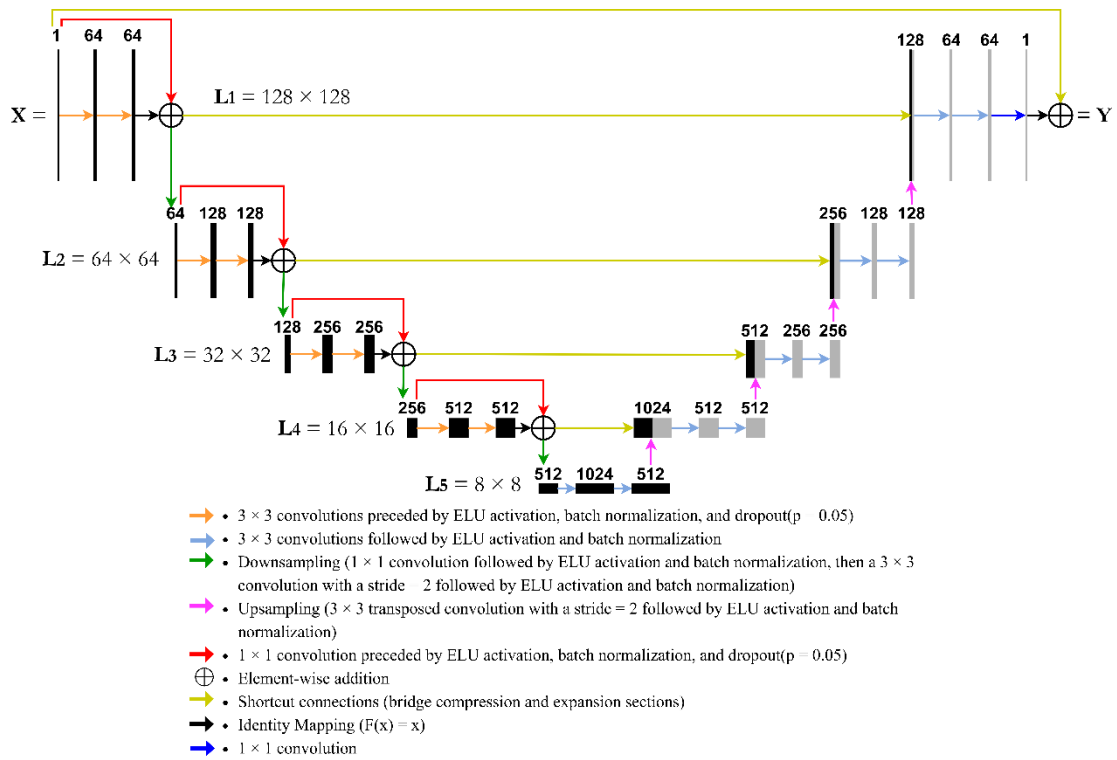 1 64 64 128 64 64 1
X = L1 = 128 × 128 = Y
64 128 128 256 128 128
L2 = 64 × 64
128 256 256 512 256 256
L3 = 32 × 32
256 512 512 1024 512 512
L4 = 16 × 16
512 1024 512
L5 = 8 × 8
• 3 × 3 convolutions preceded by ELU activation, batch normalization, and dropout(p = 0.05)
• 3 × 3 convolutions followed by ELU activation and batch normalization
• Downsampling (1 × 1 convolution followed by ELU activation and batch normalization, then a 3 × 3
convolution with a stride = 2 followed by ELU activation and batch normalization)
• Upsampling (3 × 3 transposed convolution with a stride = 2 followed by ELU activation and batch
normalization)
• 1 × 1 convolution preceded by ELU activation, batch normalization, and dropout(p = 0.05)
• Element-wise addition
• Shortcut connections (bridge compression and expansion sections)
• Identity Mapping (F(x) = x)
• 1 × 1 convolution